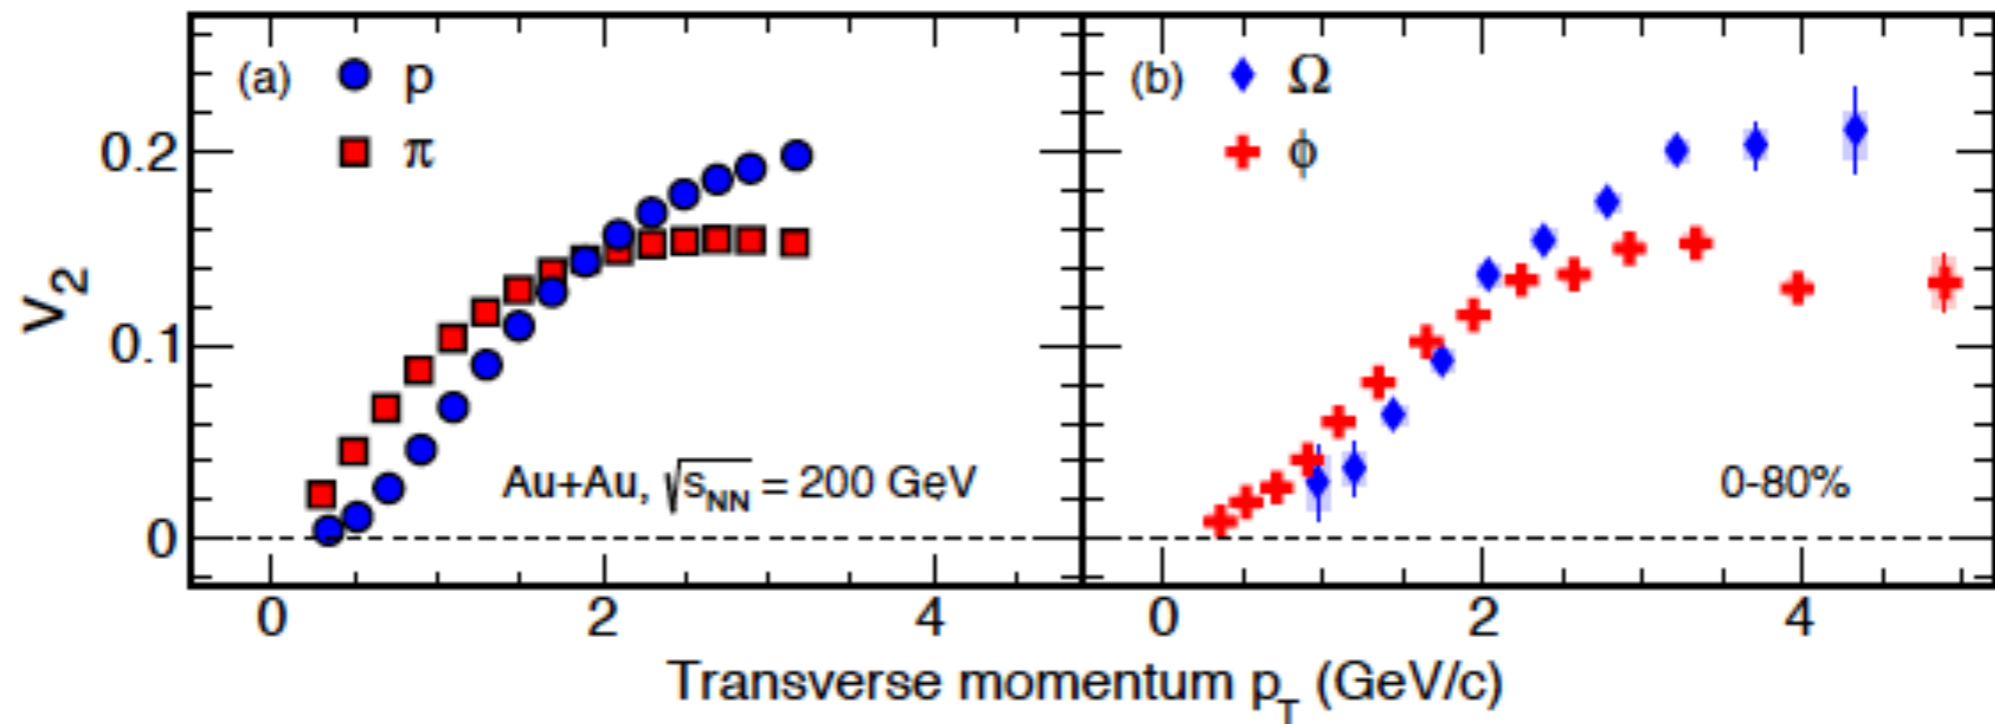 (a) p
π
(b) Ω
φ
v2
0.2
0.1
0
Au+Au, √sNN = 200 GeV
0-80%
0 2 4
0 2 4
Transverse momentum pT (GeV/c)